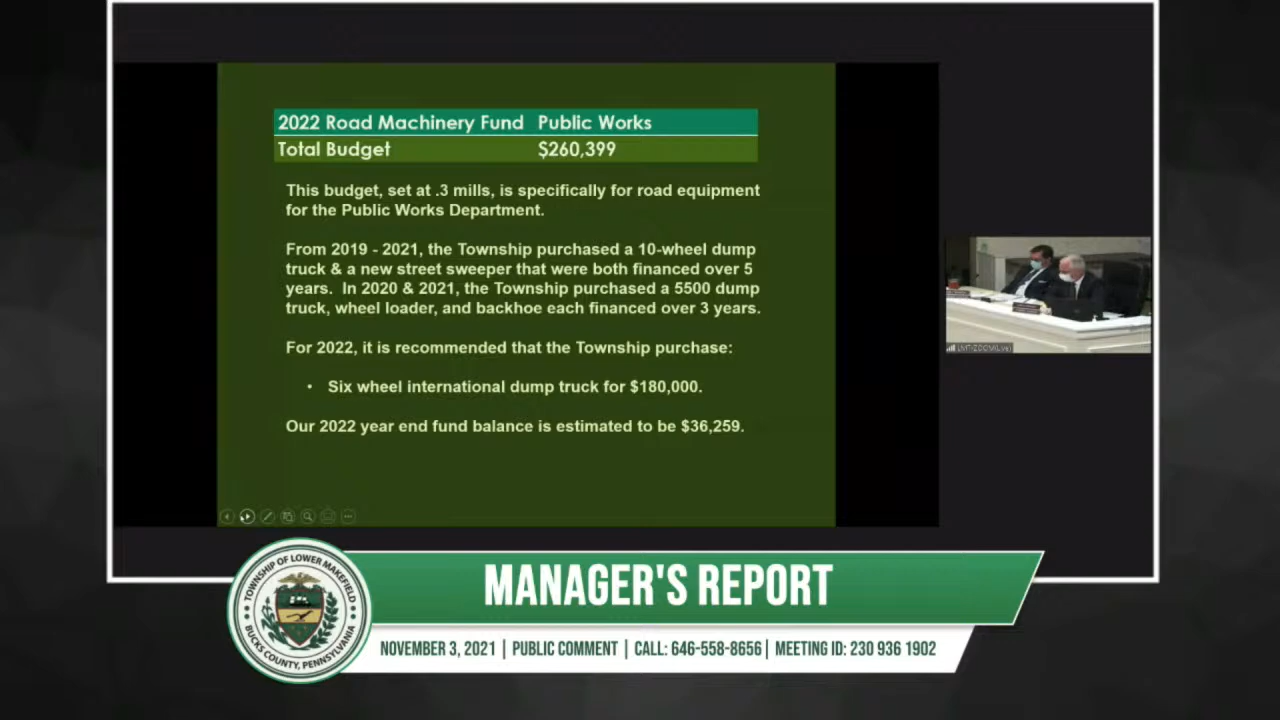 2022 Road Machinery Fund Public Works
Total Budget $260,399
This budget, set at .3 mills, is specifically for road equipment
for the Public Works Department.
From 2019 - 2021, the Township purchased a 10-wheel dump
truck & a new street sweeper that were both financed over 5
years. In 2020 & 2021, the Township purchased a 5500 dump
truck, wheel loader, and backhoe each financed over 3 years.
For 2022, it is recommended that the Township purchase:
• Six wheel international dump truck for $180,000.
Our 2022 year end fund balance is estimated to be $36,259.
TOWNSHIP OF LOWER MAKEFIELD
BUCKS COUNTY, PENNSYLVANIA
MANAGER'S REPORT
NOVEMBER 3, 2021 | PUBLIC COMMENT | CALL: 646-558-8656 | MEETING ID: 230 936 1902